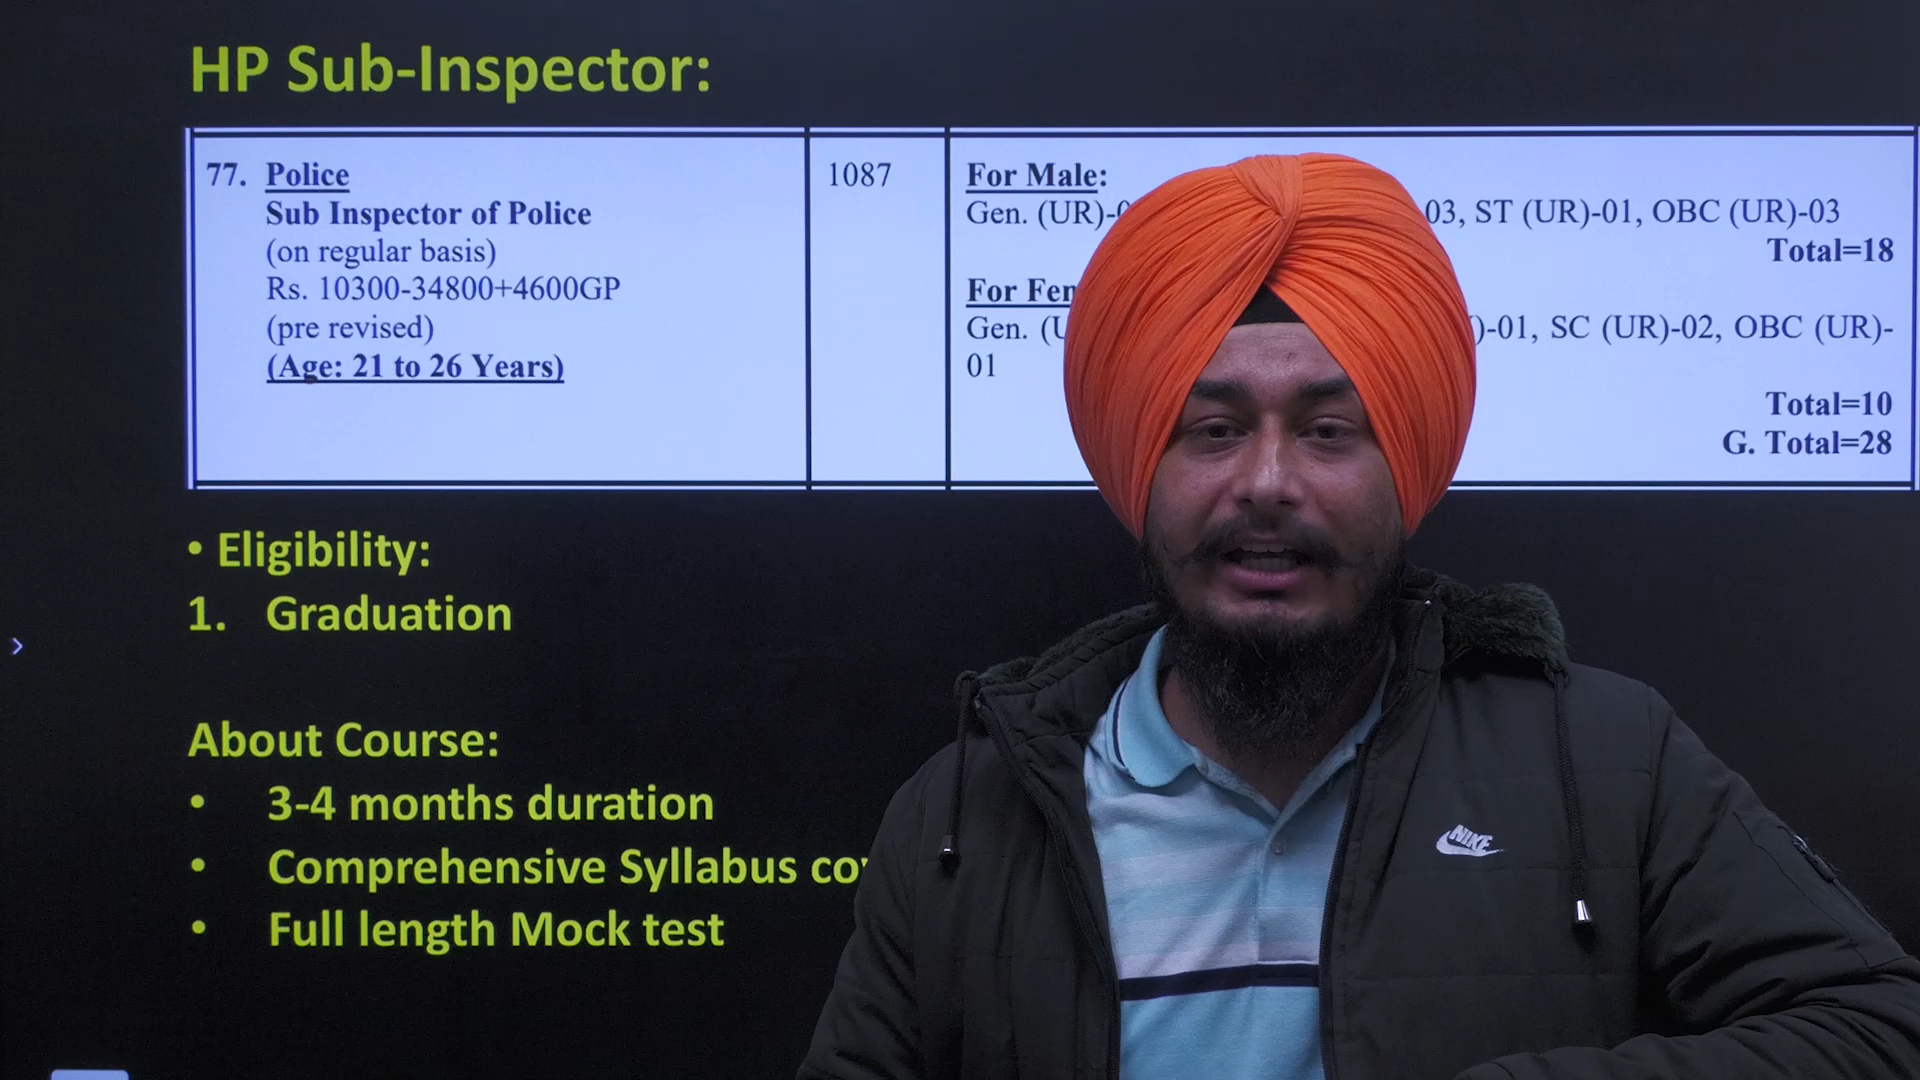 HP Sub-Inspector:
77. Police
Sub Inspector of Police
(on regular basis)
Rs. 10300-34800+4600GP
(pre revised)
(Age: 21 to 26 Years)
1087
For Male:
Gen. (UR)- 03, ST (UR)-01, OBC (UR)-03
Total=18
For
Gen. -01, SC (UR)-02, OBC (UR)-
01
Total=10
G. Total=28
• Eligibility:
1. Graduation
About Course:
• 3-4 months duration
• Comprehensive Syllabus
• Full length Mock test
NIKE